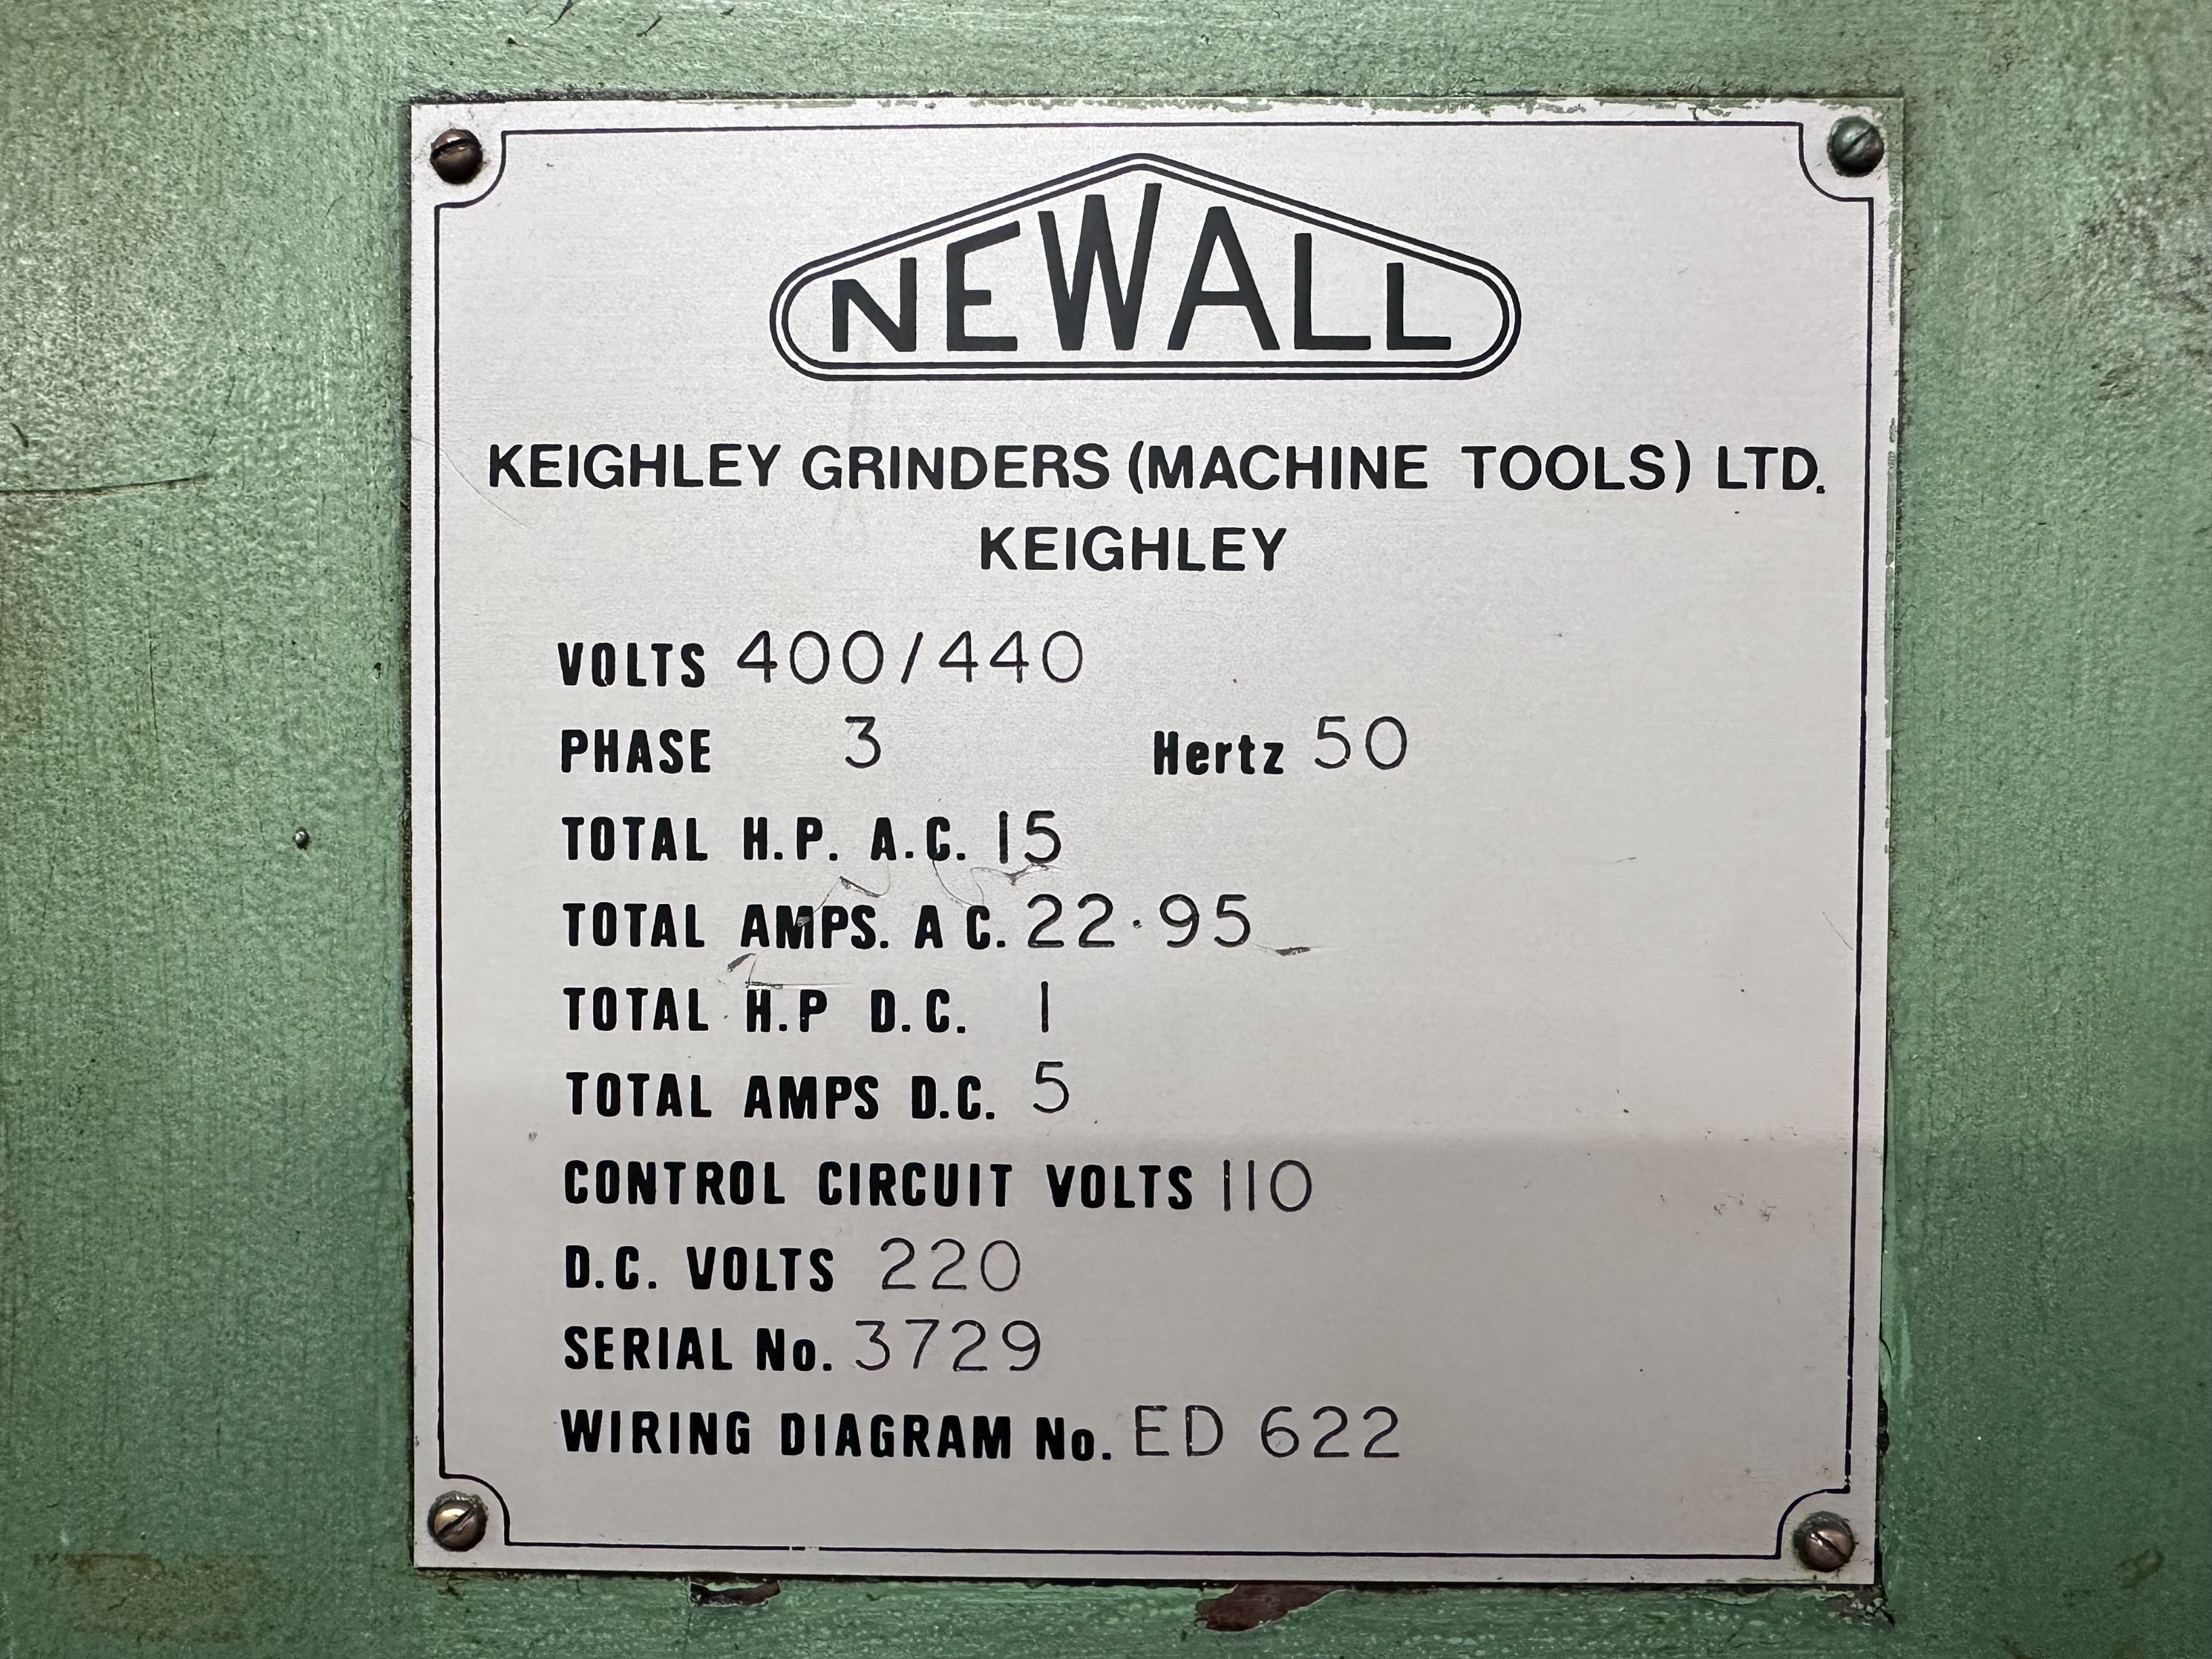 NEWALL
KEIGHLEY GRINDERS (MACHINE TOOLS) LTD.
KEIGHLEY
VOLTS 400/440
PHASE 3 Hertz 50
TOTAL H.P. A.C. 15
TOTAL AMPS. A C. 22·95
TOTAL H.P D.C. 1
TOTAL AMPS D.C. 5
CONTROL CIRCUIT VOLTS 110
D.C. VOLTS 220
SERIAL No. 3729
WIRING DIAGRAM No. ED 622